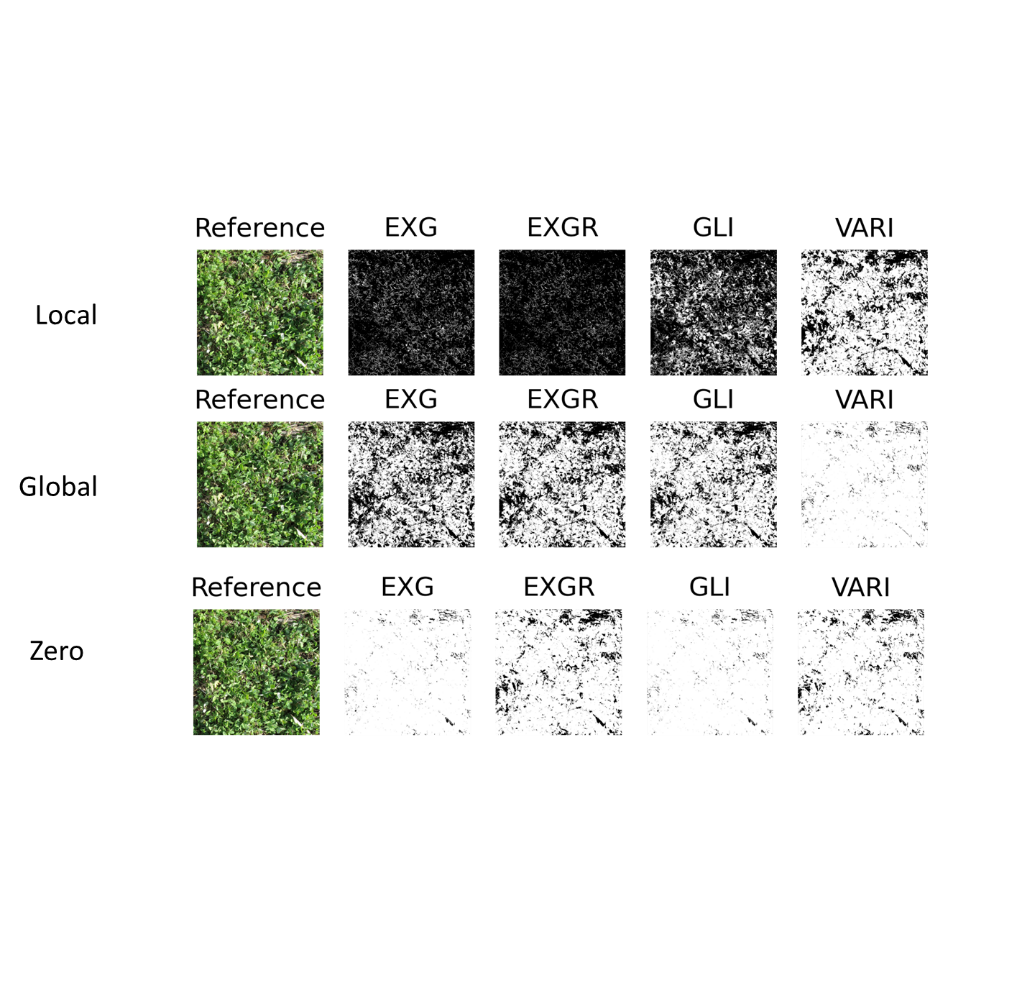 Reference EXG EXGR GLI VARI
Local
Reference EXG EXGR GLI VARI
Global
Reference EXG EXGR GLI VARI
Zero